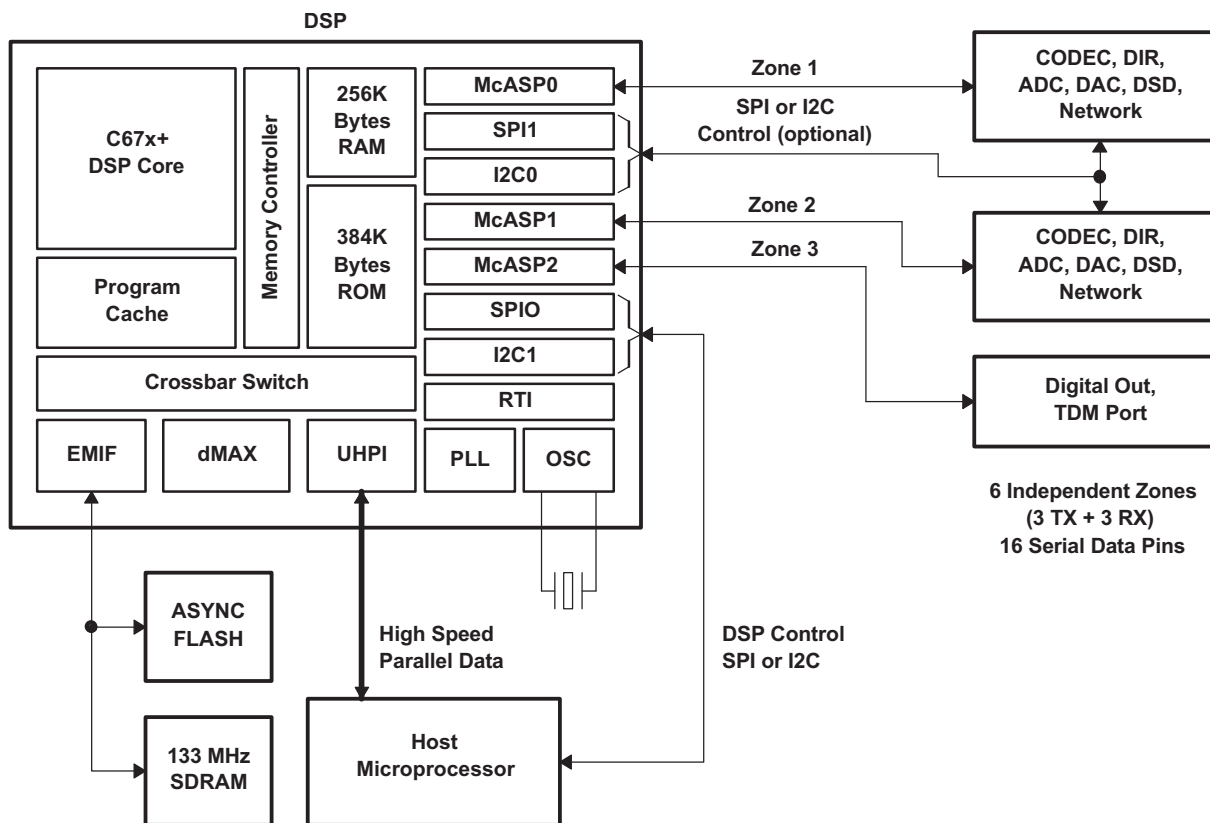 DSP
C67x+
DSP Core
Program
Cache
Memory Controller
256K
Bytes
RAM
384K
Bytes
ROM
McASP0
SPI1
I2C0
McASP1
McASP2
SPIO
I2C1
RTI
Crossbar Switch
EMIF
dMAX
UHPI
PLL
OSC
Zone 1
SPI or I2C
Control (optional)
Zone 2
Zone 3
CODEC, DIR,
ADC, DAC, DSD,
Network
CODEC, DIR,
ADC, DAC, DSD,
Network
Digital Out,
TDM Port
6 Independent Zones
(3 TX + 3 RX)
16 Serial Data Pins
ASYNC
FLASH
133 MHz
SDRAM
High Speed
Parallel Data
Host
Microprocessor
DSP Control
SPI or I2C